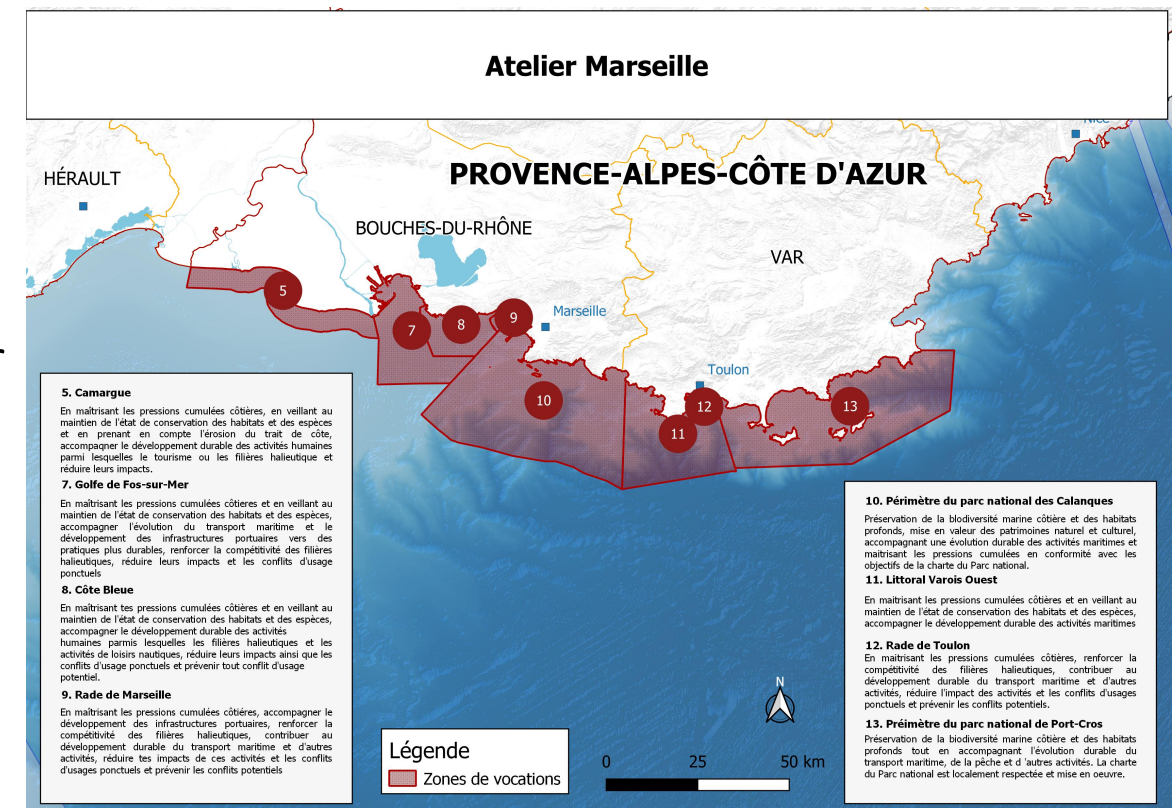 Atelier Marseille
Nice
HÉRAULT
PROVENCE-ALPES-CÔTE D'AZUR
BOUCHES-DU-RHÔNE
VAR
5
7
8
9
Marseille
Toulon
10
11
12
13
5. Camargue
En maîtrisant les pressions cumulées côtières, en veillant au
maintien de l'état de conservation des habitats et des espèces
et en prenant en compte l'érosion du trait de côte,
accompagner le développement durable des activités humaines
parmi lesquelles le tourisme ou les filières halieutique et
réduire leurs impacts.
7. Golfe de Fos-sur-Mer
En maîtrisant les pressions cumulées côtieres et en veillant au
maintien de l'état de conservation des habitats et des espèces,
accompagner l'évolution du transport maritime et le
développement des infrastructures portuaires vers des
pratiques plus durables, renforcer la compétitivité des filières
halieutiques, réduire leurs impacts et les conflits d'usage
ponctuels
8. Côte Bleue
En maîtrisant tes pressions cumulées côtières et en veillant au
maintien de l'état de conservation des habitats et des espèces,
accompagner le développement durable des activités
humaines parmis lesquelles les filières halieutiques et les
activités de loisirs nautiques, réduire leurs impacts ainsi que les
conflits d'usage ponctuels et prévenir tout conflit d'usage
potentiel.
9. Rade de Marseille
En maîtrisant les pressions cumulées côtiéres, accompagner le
développement des infrastructures portuaires, renforcer la
compétitivité des filières halieutiques, contribuer au
développement durable du transport maritime et d'autres
activités, réduire tes impacts de ces activités et les conflits
d'usages ponctuels et prévenir les conflits potentiels
10. Périmètre du parc national des Calanques
Préservation de la blodiversité marine côtière et des habitats
profonds, mise en valeur des patrimoines naturel et culturel,
accompagnant une évolution durable des activités maritimes et
maitrisant les pressions cumulées en conformité avec les
objectifs de la charte du Parc national.
11. Littoral Varois Ouest
En maitrisant les pressions cumulées côtières et en veillant au
maintien de l'état de conservation des habitats et des espèces,
accompagner le développement durable des activités maritimes
12. Rade de Toulon
En maitrisant les pressions cumulées côtières, renforcer la
compétitivité des filières halieutiques, contribuer au
développement durable du transport maritime et d'autres
activités, réduire l'impact des activités et les conflits d'usages
ponctuels et prévenir les conflits potentiels.
13. Préimètre du parc national de Port-Cros
Préservation de la biodiversité marine côtière et des habitats
profonds tout en accompagnant l'évolution durable du
transport maritime, de la pêche et d 'autres activités. La charte
du Parc national est localement respectée et mise en oeuvre.
Légende
Zones de vocations
N
0 25 50 km